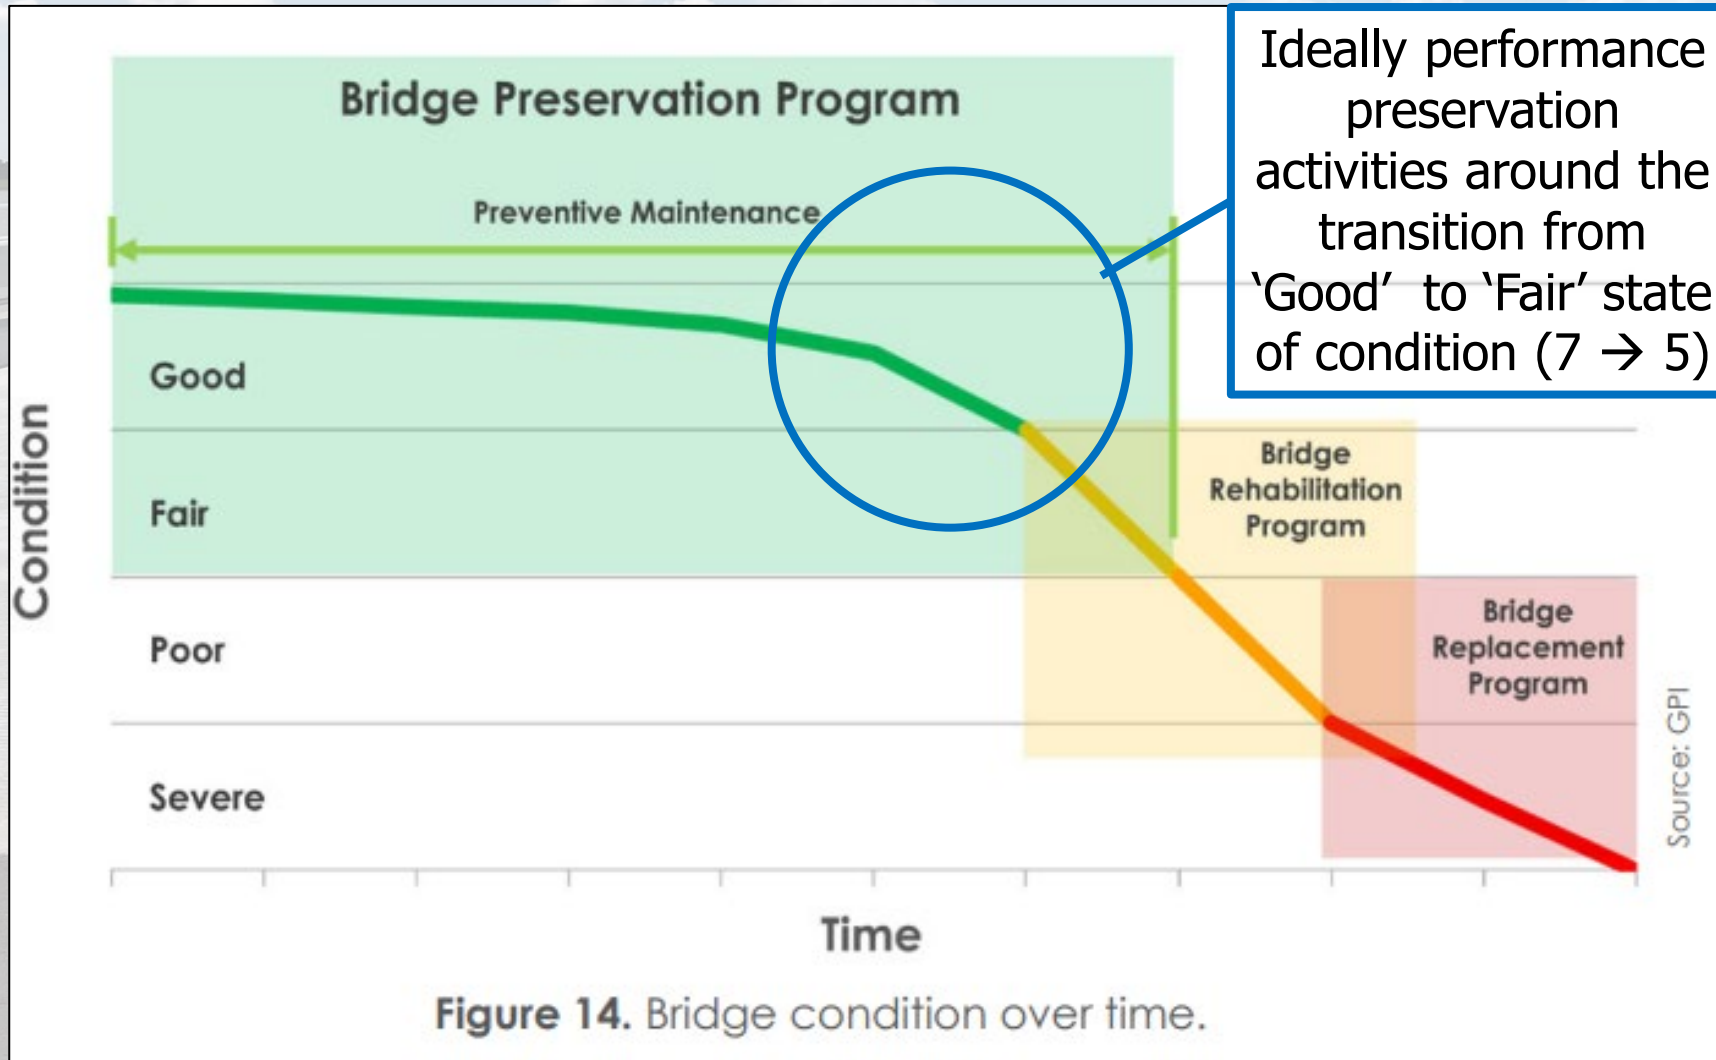 Bridge Preservation Program
Preventive Maintenance
Ideally performance
preservation
activities around the
transition from
‘Good’ to ‘Fair’ state
of condition (7 → 5)
Condition
Good
Fair
Poor
Severe
Bridge
Rehabilitation
Program
Bridge
Replacement
Program
Source: GPI
Time
Figure 14. Bridge condition over time.